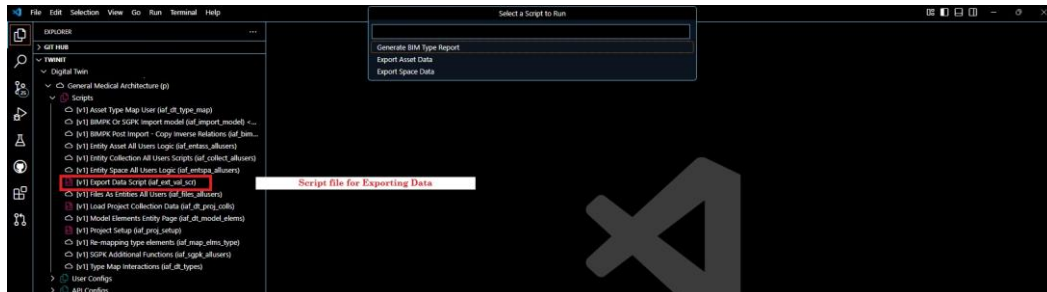 File Edit Selection View Go Run Terminal Help
Select a Script to Run
EXPLORER
GIT HUB
TWINIT
Digital Twin
General Medical Architecture (p)
Scripts
[v1] Asset Type Map User (iaf_dt_type_map)
[v1] BIMPK Or SGPK Import model (iaf_import_model) <...
[v1] BIMPK Post Import - Copy Inverse Relations (iaf_bim...
[v1] Entity Asset All Users Logic (iaf_entass_allusers)
[v1] Entity Collection All Users Scripts (iaf_collect_allusers)
[v1] Entity Space All Users Logic (iaf_entspa_allusers)
[v1] Export Data Script (iaf_ext_val_scr)
[v1] Files As Entities All Users (iaf_files_allusers)
[v1] Load Project Collection Data (iaf_dt_proj_colls)
[v1] Model Elements Entity Page (iaf_dt_model_elems)
[v1] Project Setup (iaf_proj_setup)
[v1] Re-mapping type elements (iaf_map_elms_type)
[v1] SGPK Additional Functions (iaf_sgpk_allusers)
[v1] Type Map Interactions (iaf_dt_types)
User Configs
API Configs
Generate BIM Type Report
Export Asset Data
Export Space Data
Script file for Exporting Data